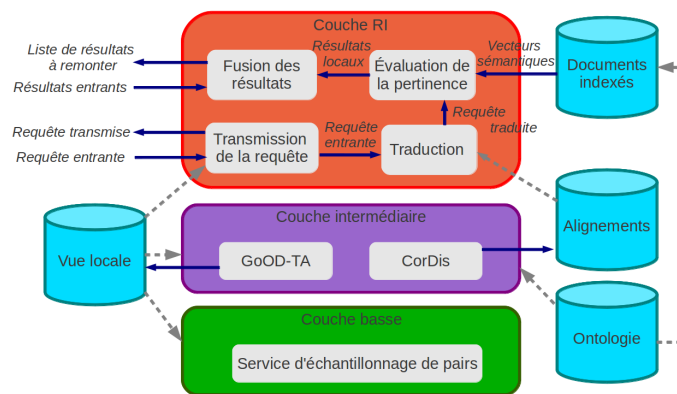 Couche RI
Liste de résultats
à remonter
Résultats entrants
Fusion des
résultats
Résultats
locaux
Évaluation de
la pertinence
Vecteurs
sémantiques
Documents
indexés
Requête
traduite
Requête transmise
Requête entrante
Transmission
de la requête
Requête
entrante
Traduction
Vue locale
Couche intermédiaire
GoOD-TA
CorDis
Alignements
Couche basse
Service d'échantillonnage de pairs
Ontologie